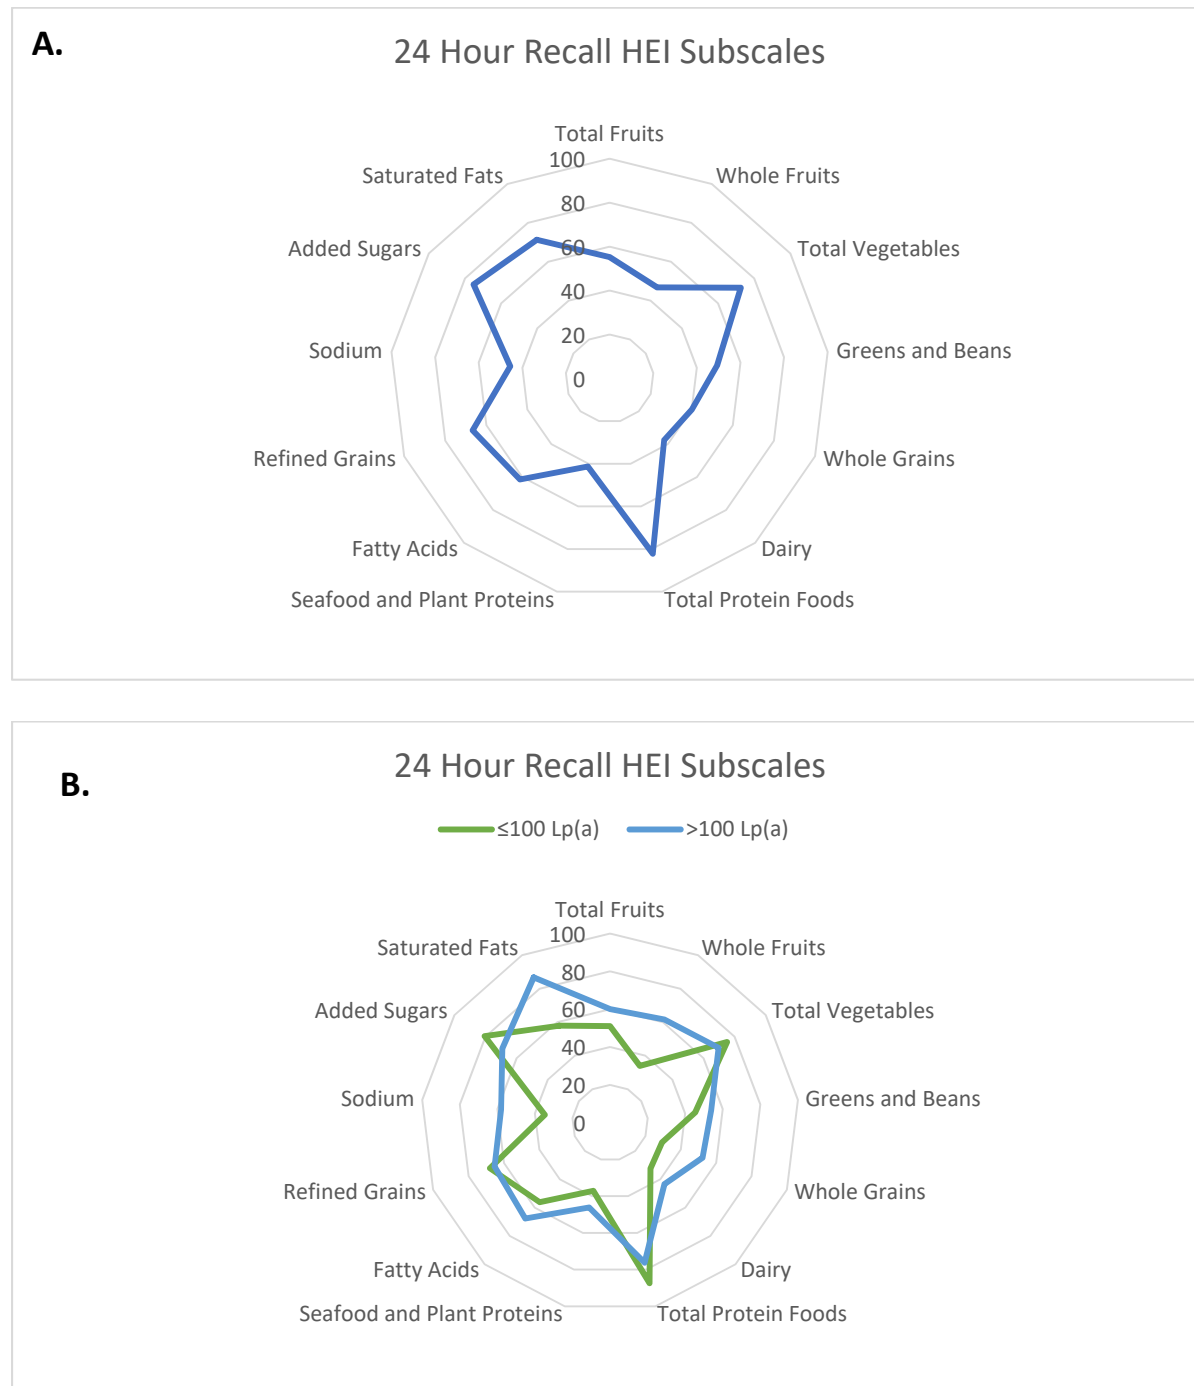 A.
24 Hour Recall HEI Subscales
Total Fruits
Whole Fruits
Total Vegetables
Greens and Beans
Whole Grains
Dairy
Total Protein Foods
Seafood and Plant Proteins
Fatty Acids
Refined Grains
Sodium
Added Sugars
Saturated Fats
100
80
60
40
20
0
B.
24 Hour Recall HEI Subscales
≤100 Lp(a)
>100 Lp(a)
Total Fruits
Whole Fruits
Total Vegetables
Greens and Beans
Whole Grains
Dairy
Total Protein Foods
Seafood and Plant Proteins
Fatty Acids
Refined Grains
Sodium
Added Sugars
Saturated Fats
100
80
60
40
20
0